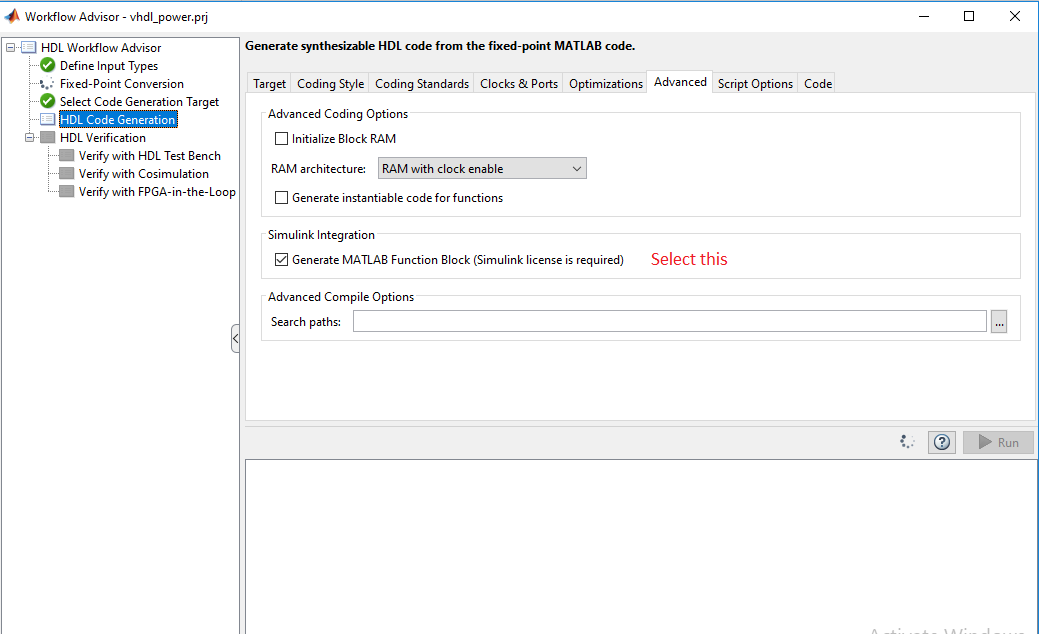 Workflow Advisor - vhdl_power.prj
HDL Workflow Advisor
Define Input Types
Fixed-Point Conversion
Select Code Generation Target
HDL Code Generation
HDL Verification
Verify with HDL Test Bench
Verify with Cosimulation
Verify with FPGA-in-the-Loop
Generate synthesizable HDL code from the fixed-point MATLAB code.
Target Coding Style Coding Standards Clocks & Ports Optimizations Advanced Script Options Code
Advanced Coding Options
Initialize Block RAM
RAM architecture: RAM with clock enable
Generate instantiable code for functions
Simulink Integration
Generate MATLAB Function Block (Simulink license is required) Select this
Advanced Compile Options
Search paths: ...
? Run
Activate Windows